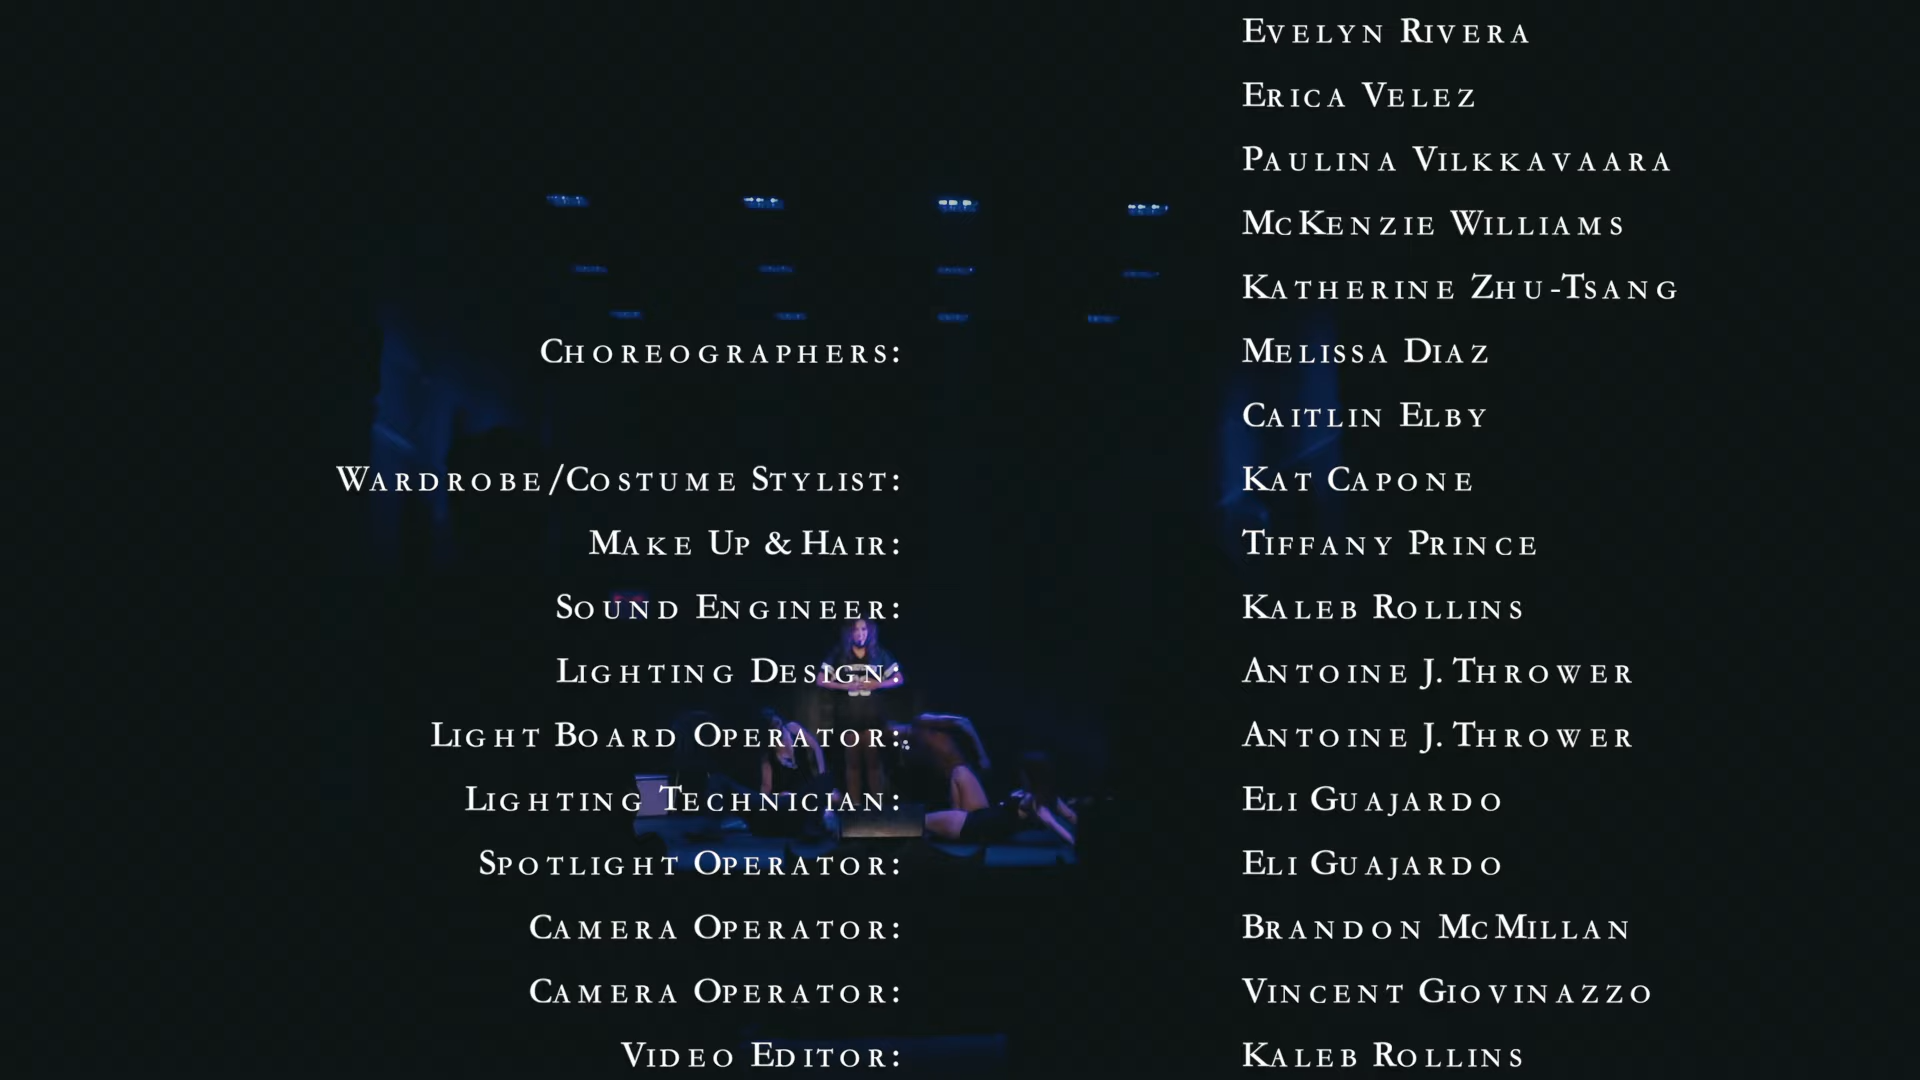 Evelyn Rivera
Erica Velez
Paulina Vilkkavaara
McKenzie Williams
Katherine Zhu-Tsang
Choreographers: Melissa Diaz
Caitlin Elby
Wardrobe/Costume Stylist: Kat Capone
Make Up & Hair: Tiffany Prince
Sound Engineer: Kaleb Rollins
Lighting Design: Antoine J. Thrower
Light Board Operator: Antoine J. Thrower
Lighting Technician: Eli Guajardo
Spotlight Operator: Eli Guajardo
Camera Operator: Brandon McMillan
Camera Operator: Vincent Giovinazzo
Video Editor: Kaleb Rollins